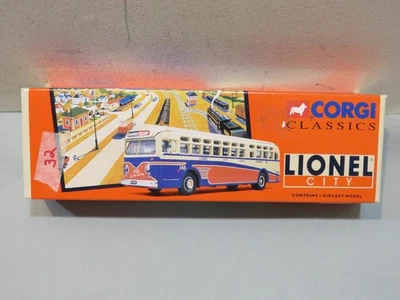 CORGI
CLASSICS
LIONEL
CITY
CONTAINS 1 DIECAST MODEL
32